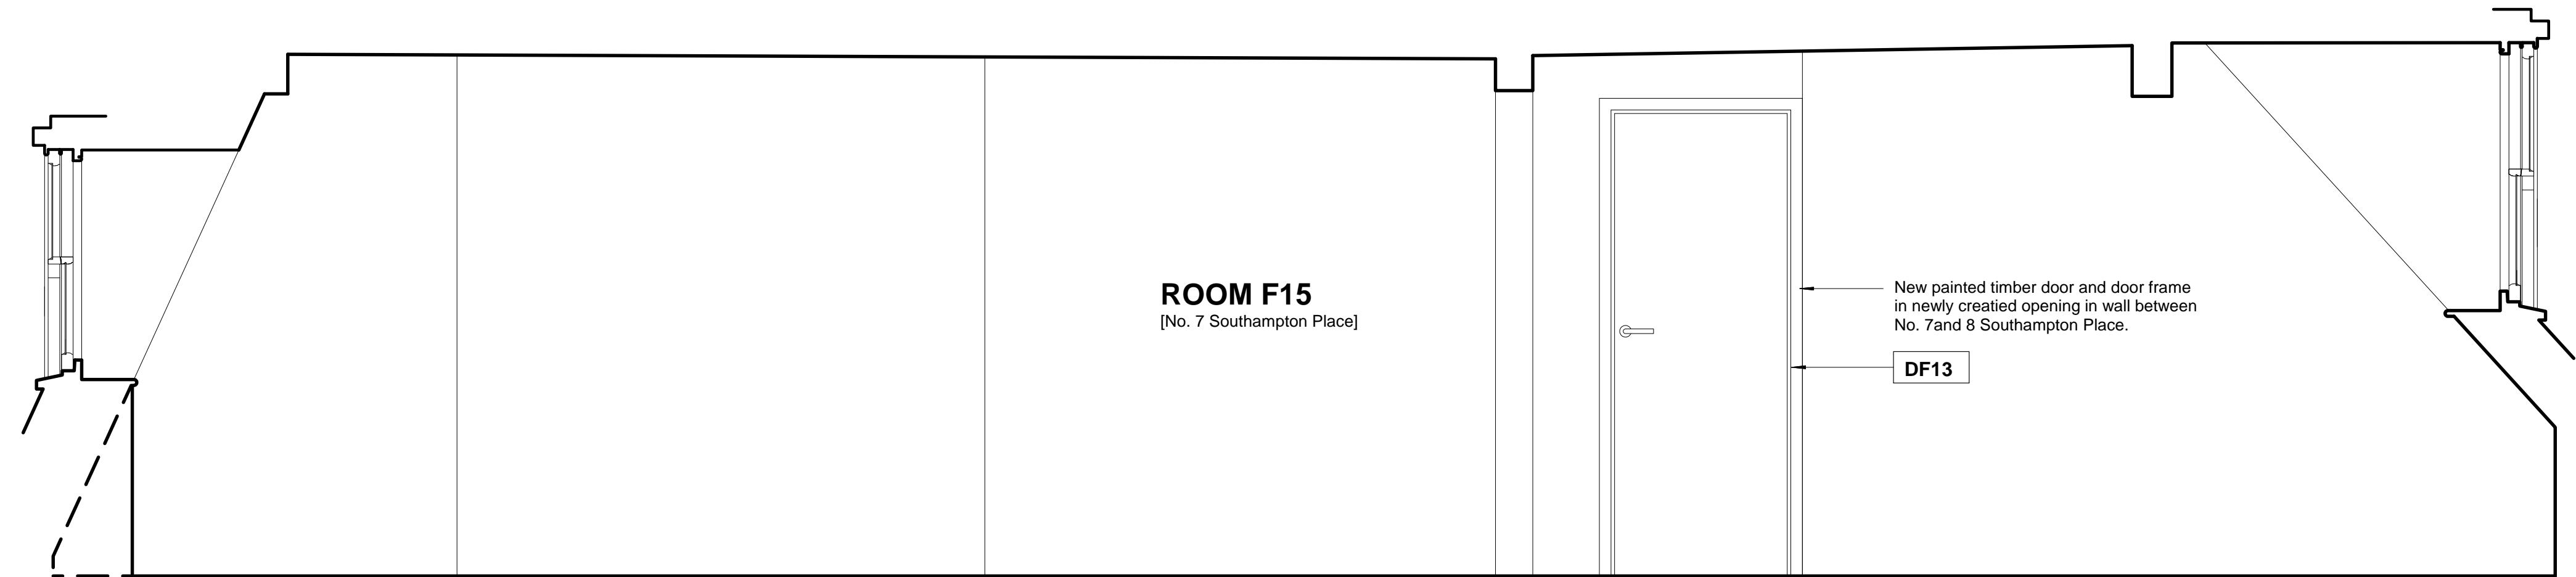 ROOM F15
[No. 7 Southampton Place]
New painted timber door and door frame
in newly creatied opening in wall between
No. 7and 8 Southampton Place.
DF13